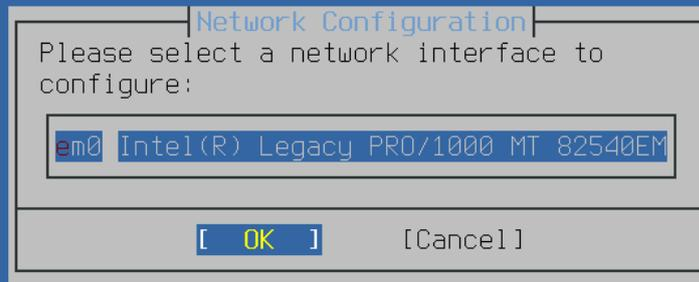 Network Configuration
Please select a network interface to
configure:
em0 Intel(R) Legacy PRO/1000 MT 82540EM
[ OK ] [Cancel]